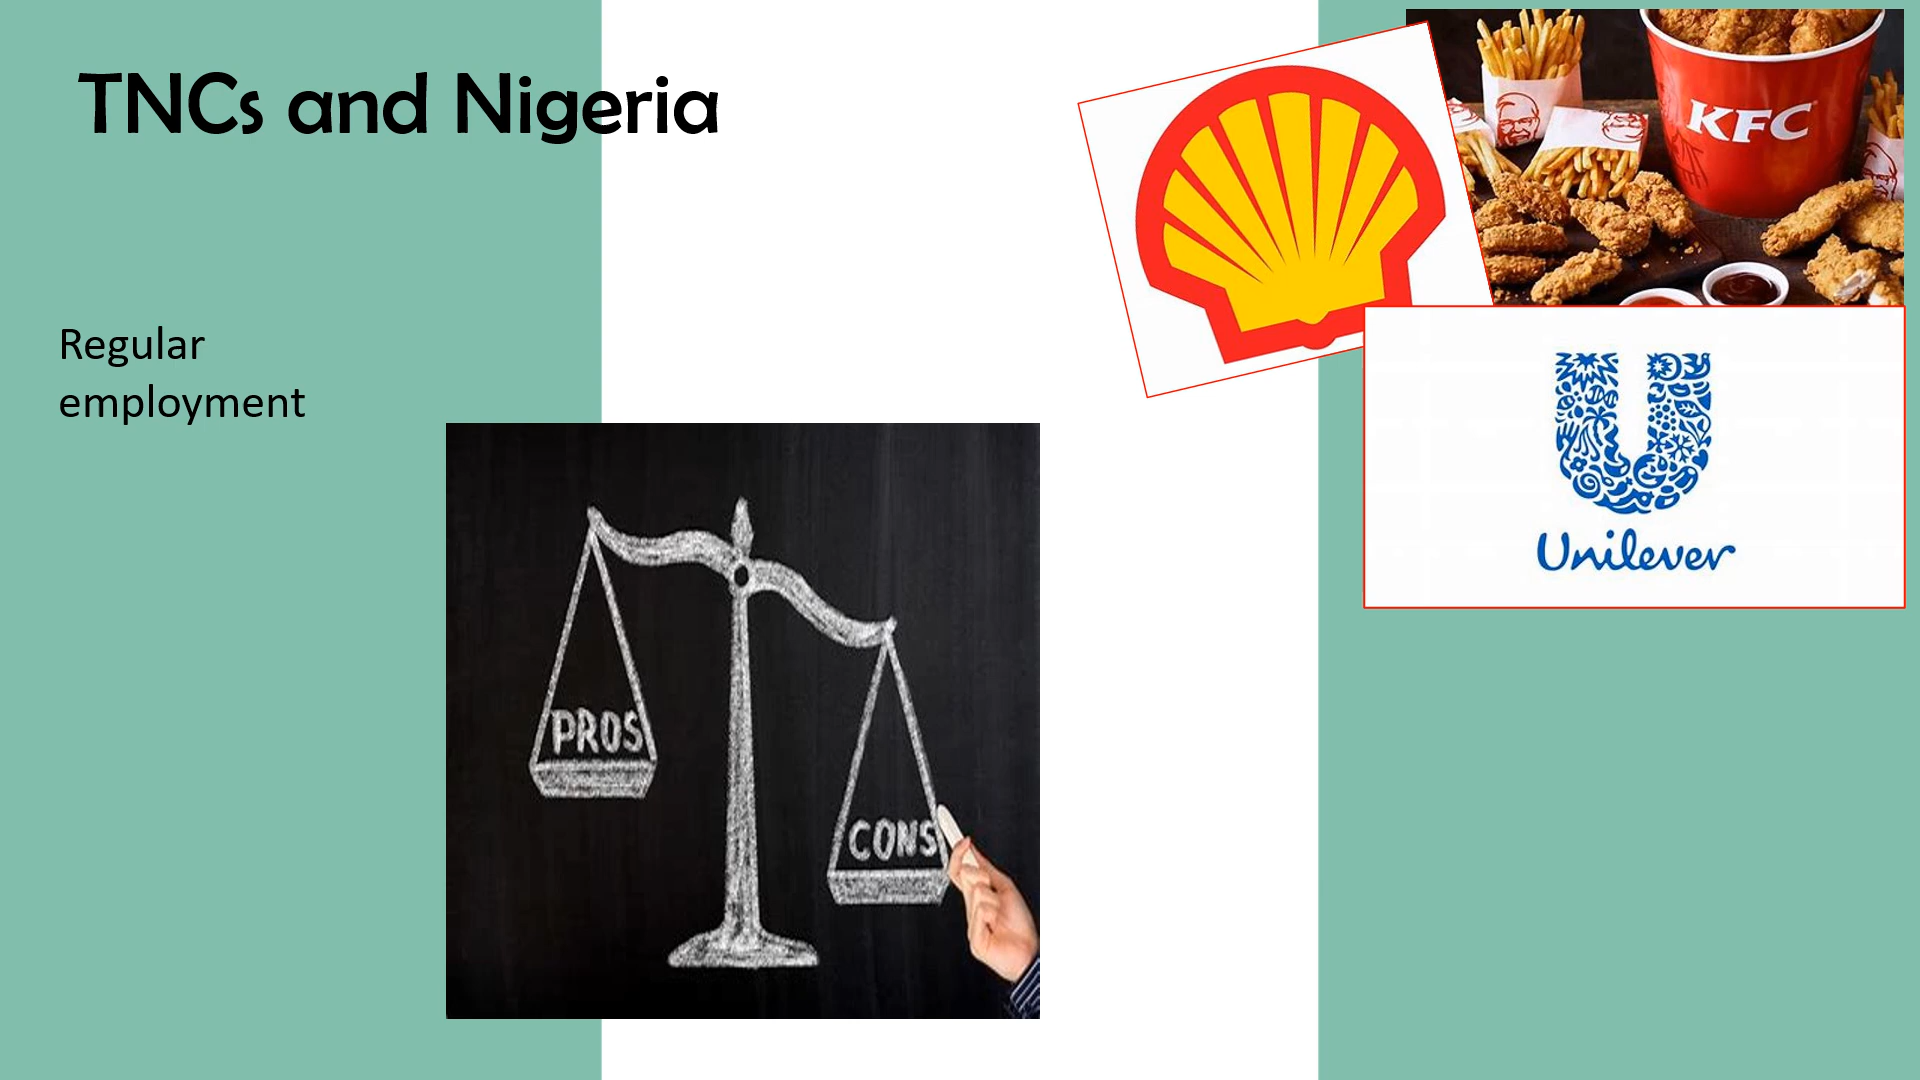 TNCs and Nigeria
KFC
Regular
employment
Unilever
PROS
CONS